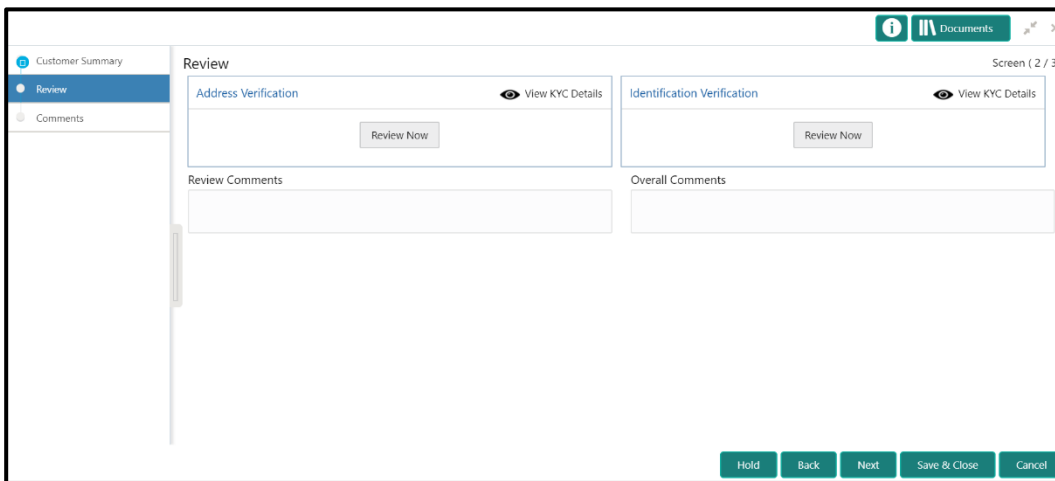 Documents
Customer Summary
Review
Comments
Review
Screen ( 2 / 3
Address Verification
View KYC Details
Review Now
Identification Verification
View KYC Details
Review Now
Review Comments
Overall Comments
Hold
Back
Next
Save & Close
Cancel